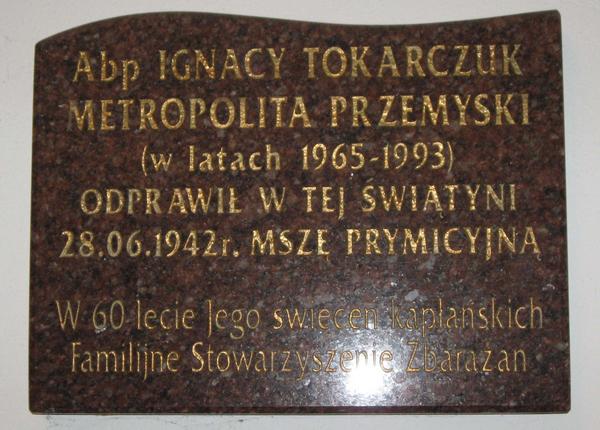 Abp IGNACY TOKARCZUK
METROPOLITA PRZEMYSKI
(w latach 1965-1993)
ODPRAWIŁ W TEJ ŚWIĄTYNI
28.06.1942r. MSZĘ PRYMICYJNĄ
W 60 lecie Jego święceń kapłańskich
Familijne Stowarzyszenie Zbarażan